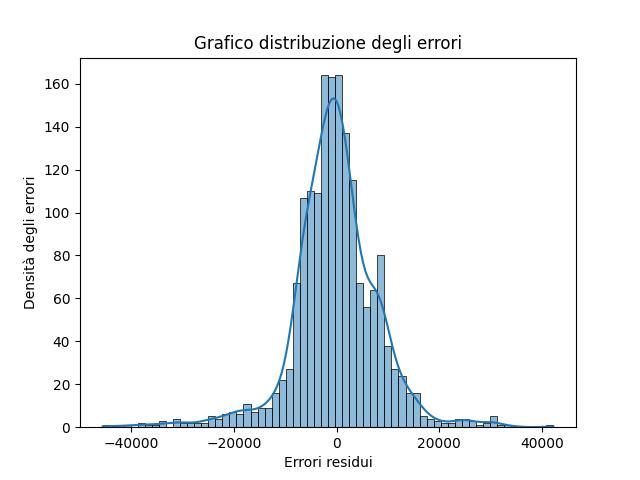 Grafico distribuzione degli errori
Densità degli errori
160
140
120
100
80
60
40
20
0
−40000 −20000 0 20000 40000
Errori residui